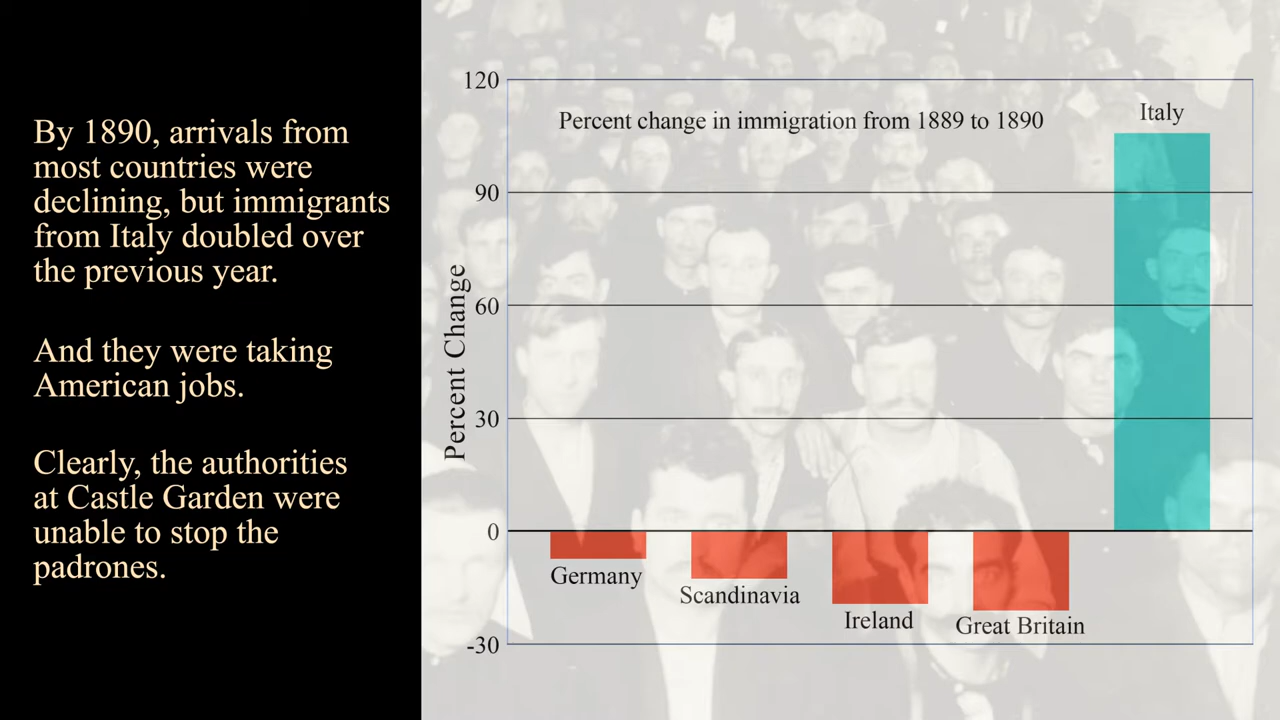 By 1890, arrivals from
most countries were
declining, but immigrants
from Italy doubled over
the previous year.
And they were taking
American jobs.
Clearly, the authorities
at Castle Garden were
unable to stop the
padrones.
Percent change in immigration from 1889 to 1890
Percent Change
120
90
60
30
0
-30
Germany
Scandinavia
Ireland
Great Britain
Italy